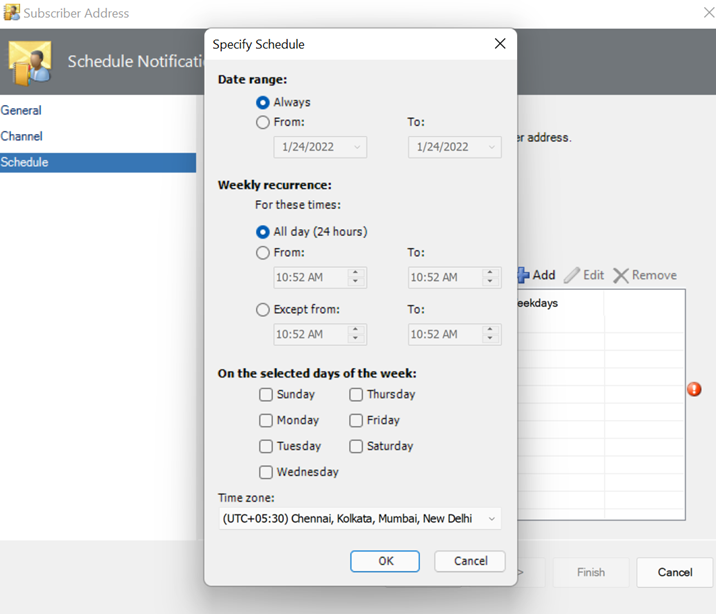 Subscriber Address
Specify Schedule
Schedule Notificati
Date range:
General
Always
From: To:
Channel
er address.
1/24/2022 1/24/2022
Schedule
Weekly recurrence:
For these times:
All day (24 hours)
From: To:
10:52 AM 10:52 AM
Add Edit Remove
eekdays
Except from: To:
10:52 AM 10:52 AM
On the selected days of the week:
Sunday Thursday
Monday Friday
Tuesday Saturday
Wednesday
Time zone:
(UTC+05:30) Chennai, Kolkata, Mumbai, New Delhi
OK Cancel
> Finish Cancel